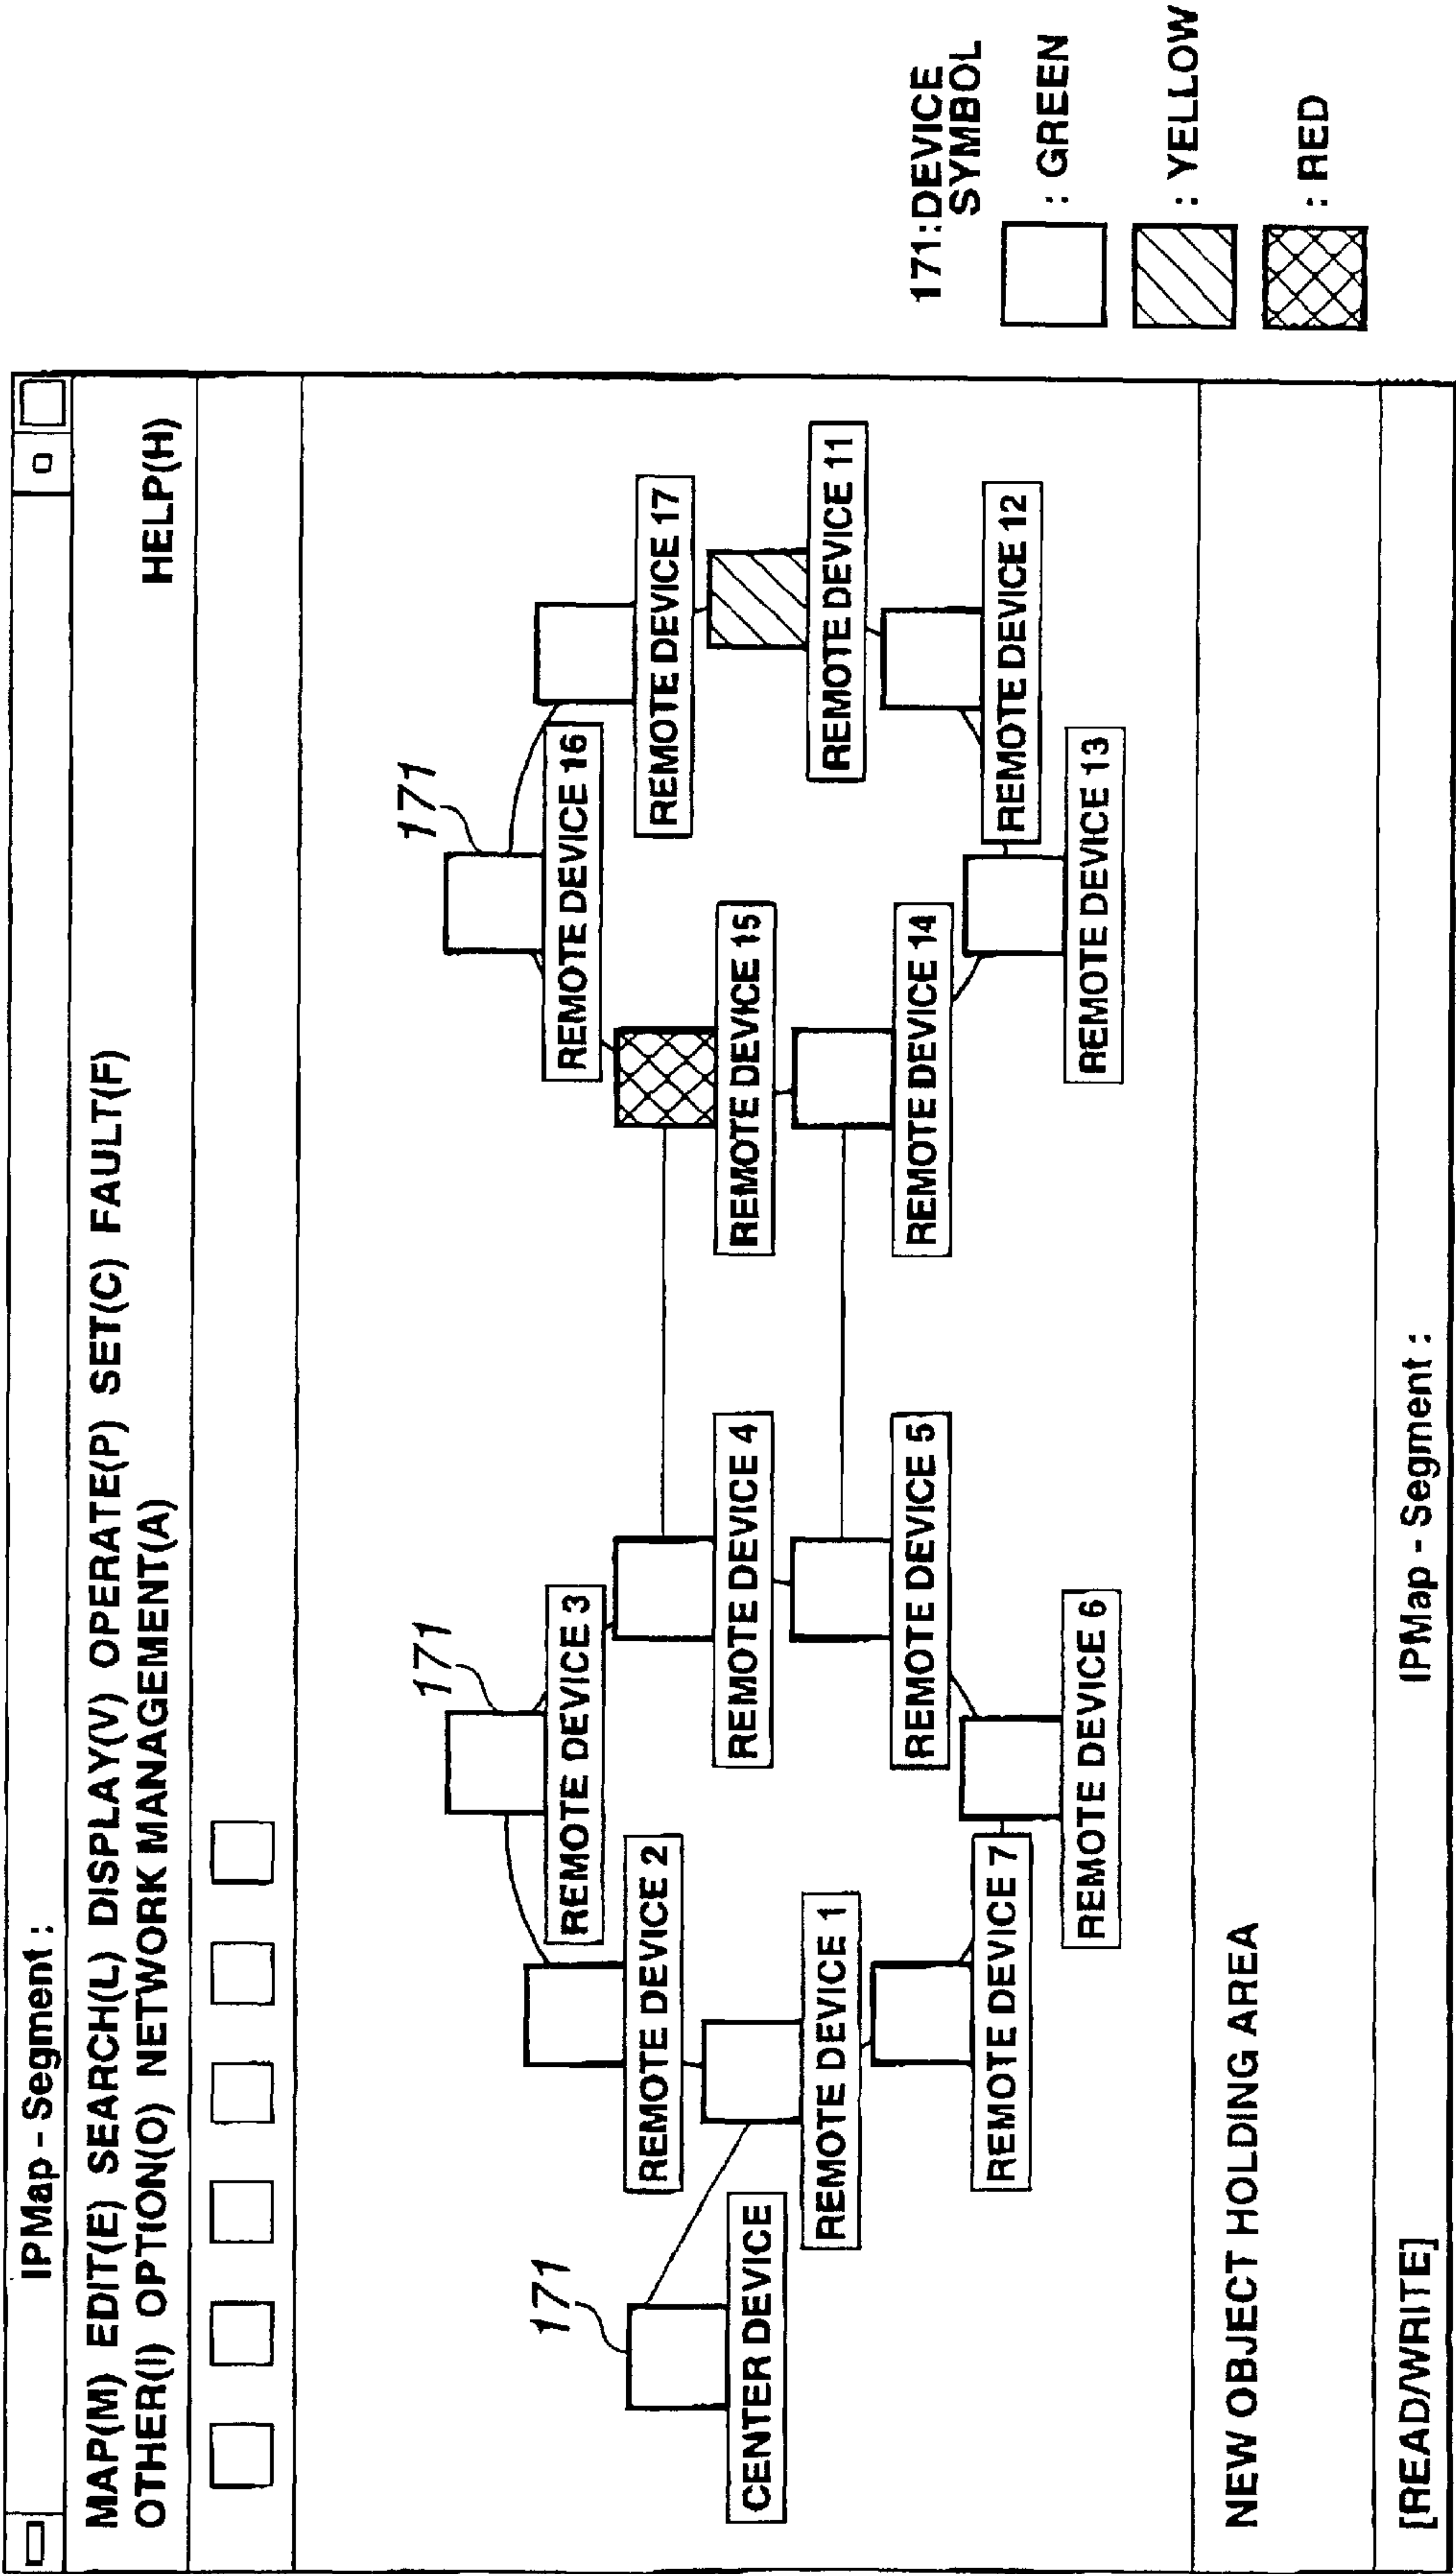 IPMap - Segment :
MAP(M) EDIT(E) SEARCH(L) DISPLAY(V) OPERATE(P) SET(C) FAULT(F)
OTHER(I) OPTION(O) NETWORK MANAGEMENT(A)
HELP(H)
171
171
171
REMOTE DEVICE 3
REMOTE DEVICE 16
REMOTE DEVICE 2
REMOTE DEVICE 17
CENTER DEVICE
REMOTE DEVICE 4
REMOTE DEVICE 15
REMOTE DEVICE 1
REMOTE DEVICE 11
REMOTE DEVICE 5
REMOTE DEVICE 14
REMOTE DEVICE 7
REMOTE DEVICE 12
REMOTE DEVICE 6
REMOTE DEVICE 13
NEW OBJECT HOLDING AREA
[READ/WRITE]
IPMap - Segment :
171:DEVICE
SYMBOL
: GREEN
: YELLOW
: RED